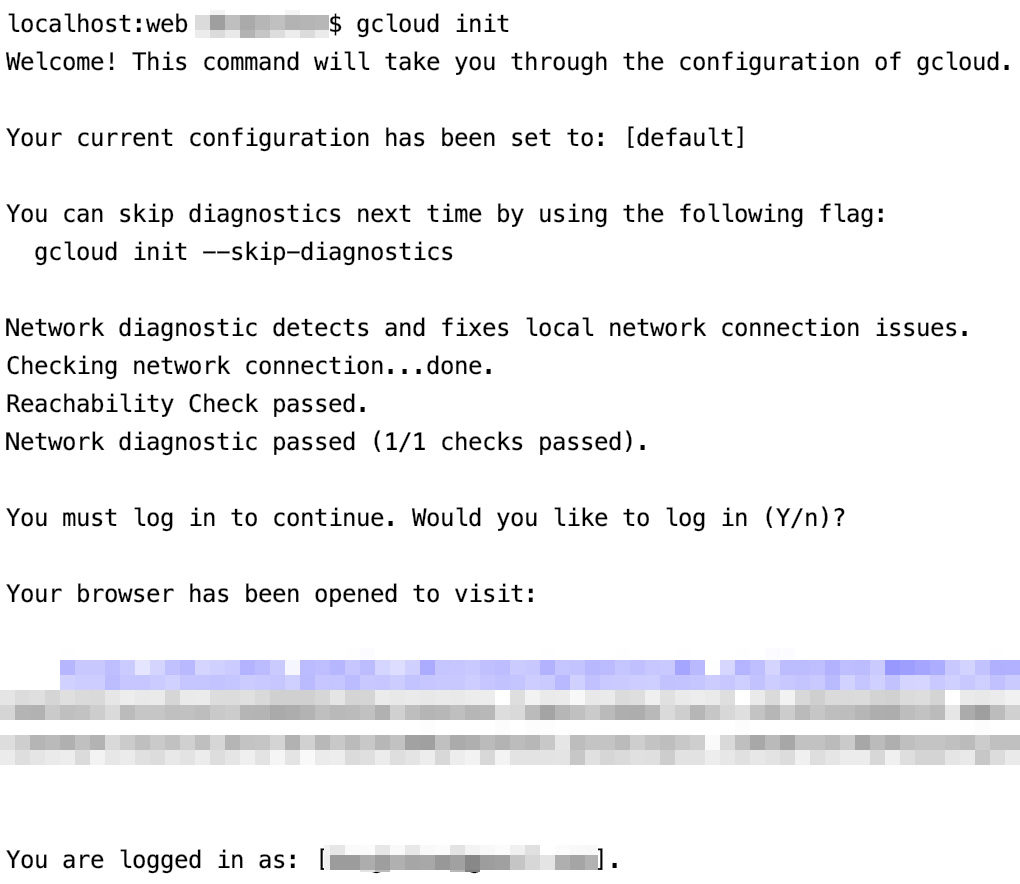 localhost:web $ gcloud init
Welcome! This command will take you through the configuration of gcloud.
Your current configuration has been set to: [default]
You can skip diagnostics next time by using the following flag:
gcloud init --skip-diagnostics
Network diagnostic detects and fixes local network connection issues.
Checking network connection...done.
Reachability Check passed.
Network diagnostic passed (1/1 checks passed).
You must log in to continue. Would you like to log in (Y/n)?
Your browser has been opened to visit:
You are logged in as: [ ].